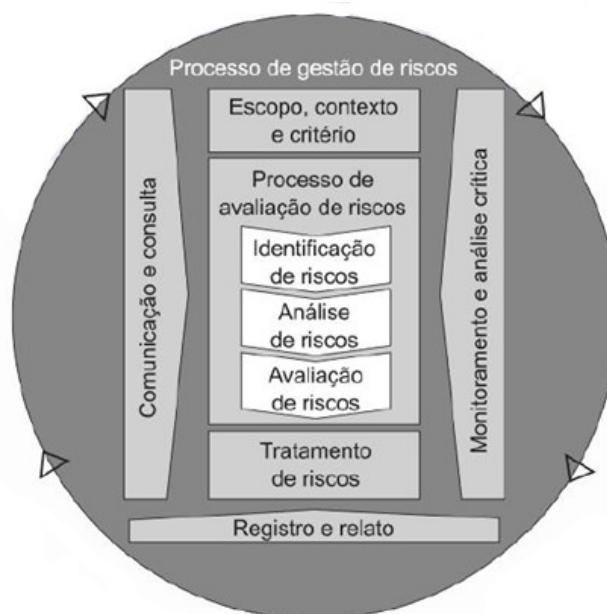 Processo de gestão de riscos
Escopo, contexto
e critério
Comunicação e consulta
Processo de
avaliação de riscos
Identificação
de riscos
Análise
de riscos
Avaliação
de riscos
Tratamento
de riscos
Monitoramento e análise crítica
Registro e relato